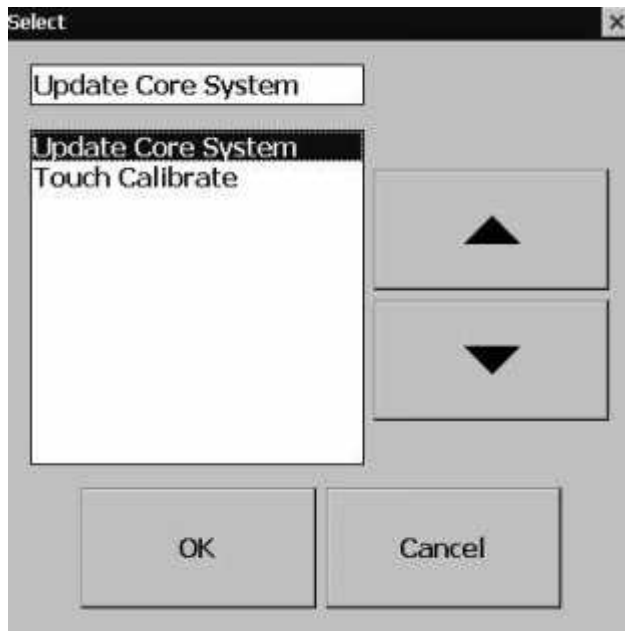 Select
Update Core System
Update Core System
Touch Calibrate
OK
Cancel